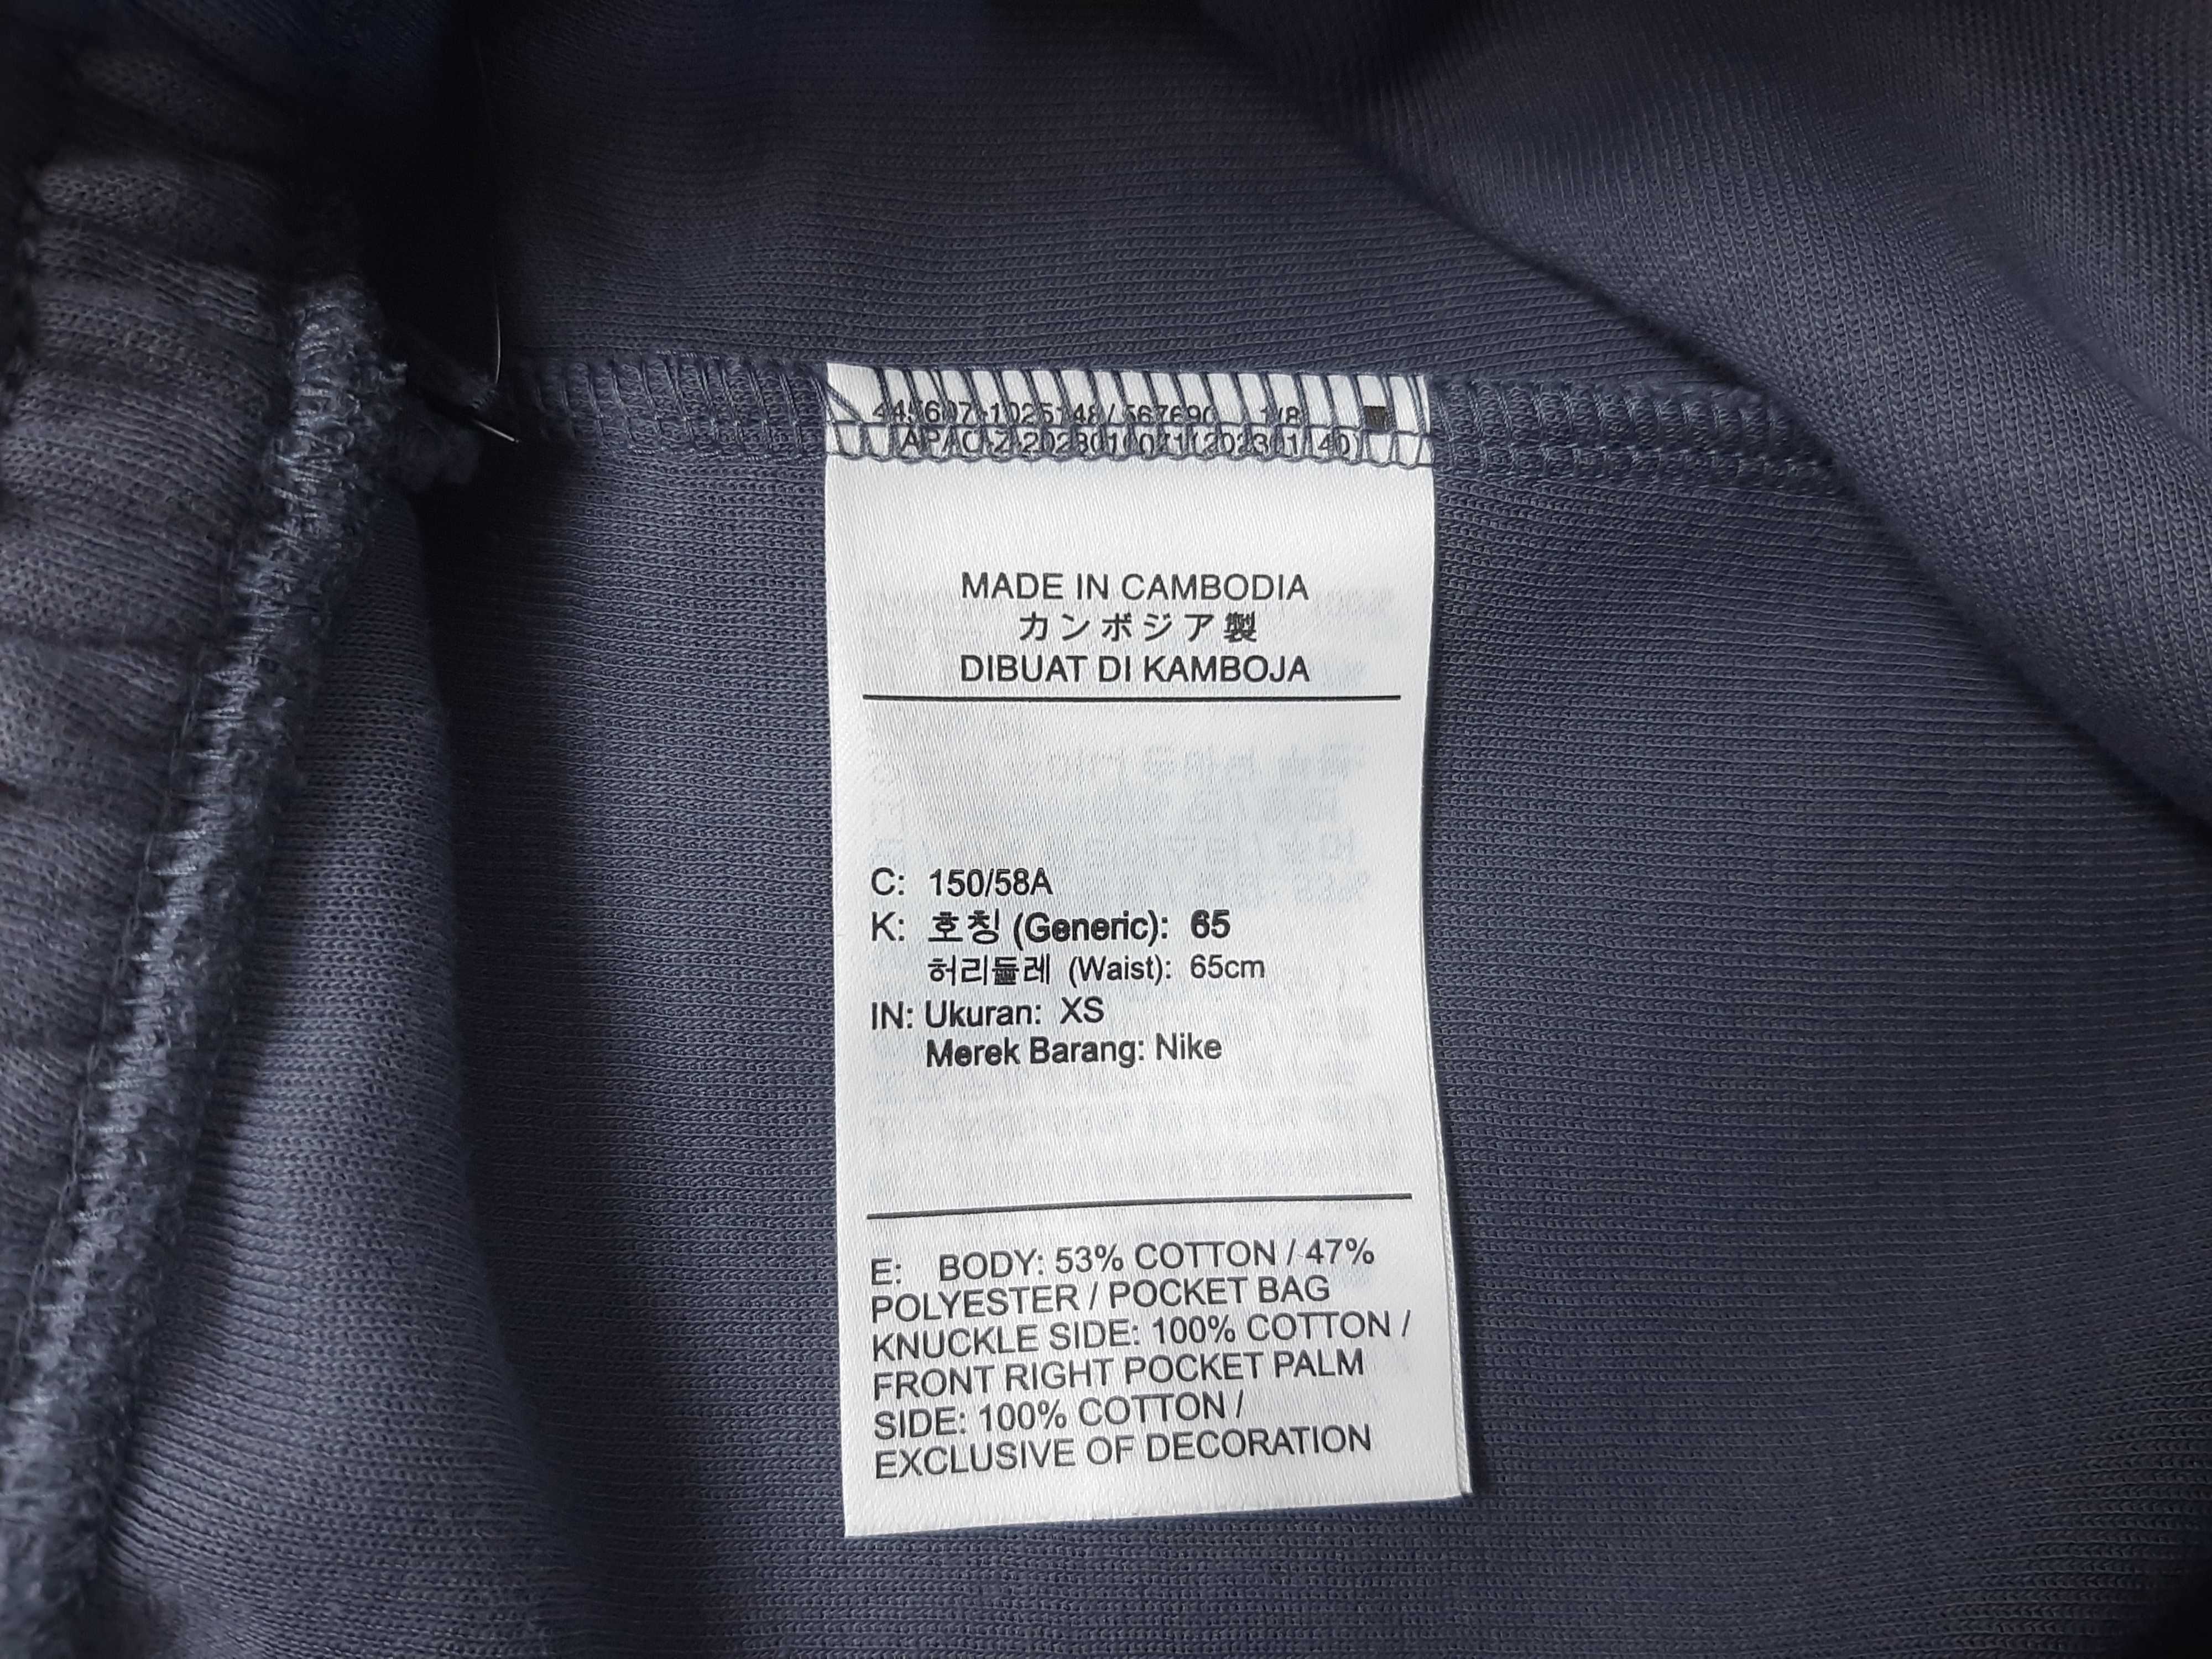 MADE IN CAMBODIA
カンボジア製
DIBUAT DI KAMBOJA
C: 150/58A
K: 호칭 (Generic): 65
허리둘레 (Waist): 65cm
IN: Ukuran: XS
Merek Barang: Nike
E: BODY: 53% COTTON / 47%
POLYESTER / POCKET BAG
KNUCKLE SIDE: 100% COTTON /
FRONT RIGHT POCKET PALM
SIDE: 100% COTTON /
EXCLUSIVE OF DECORATION